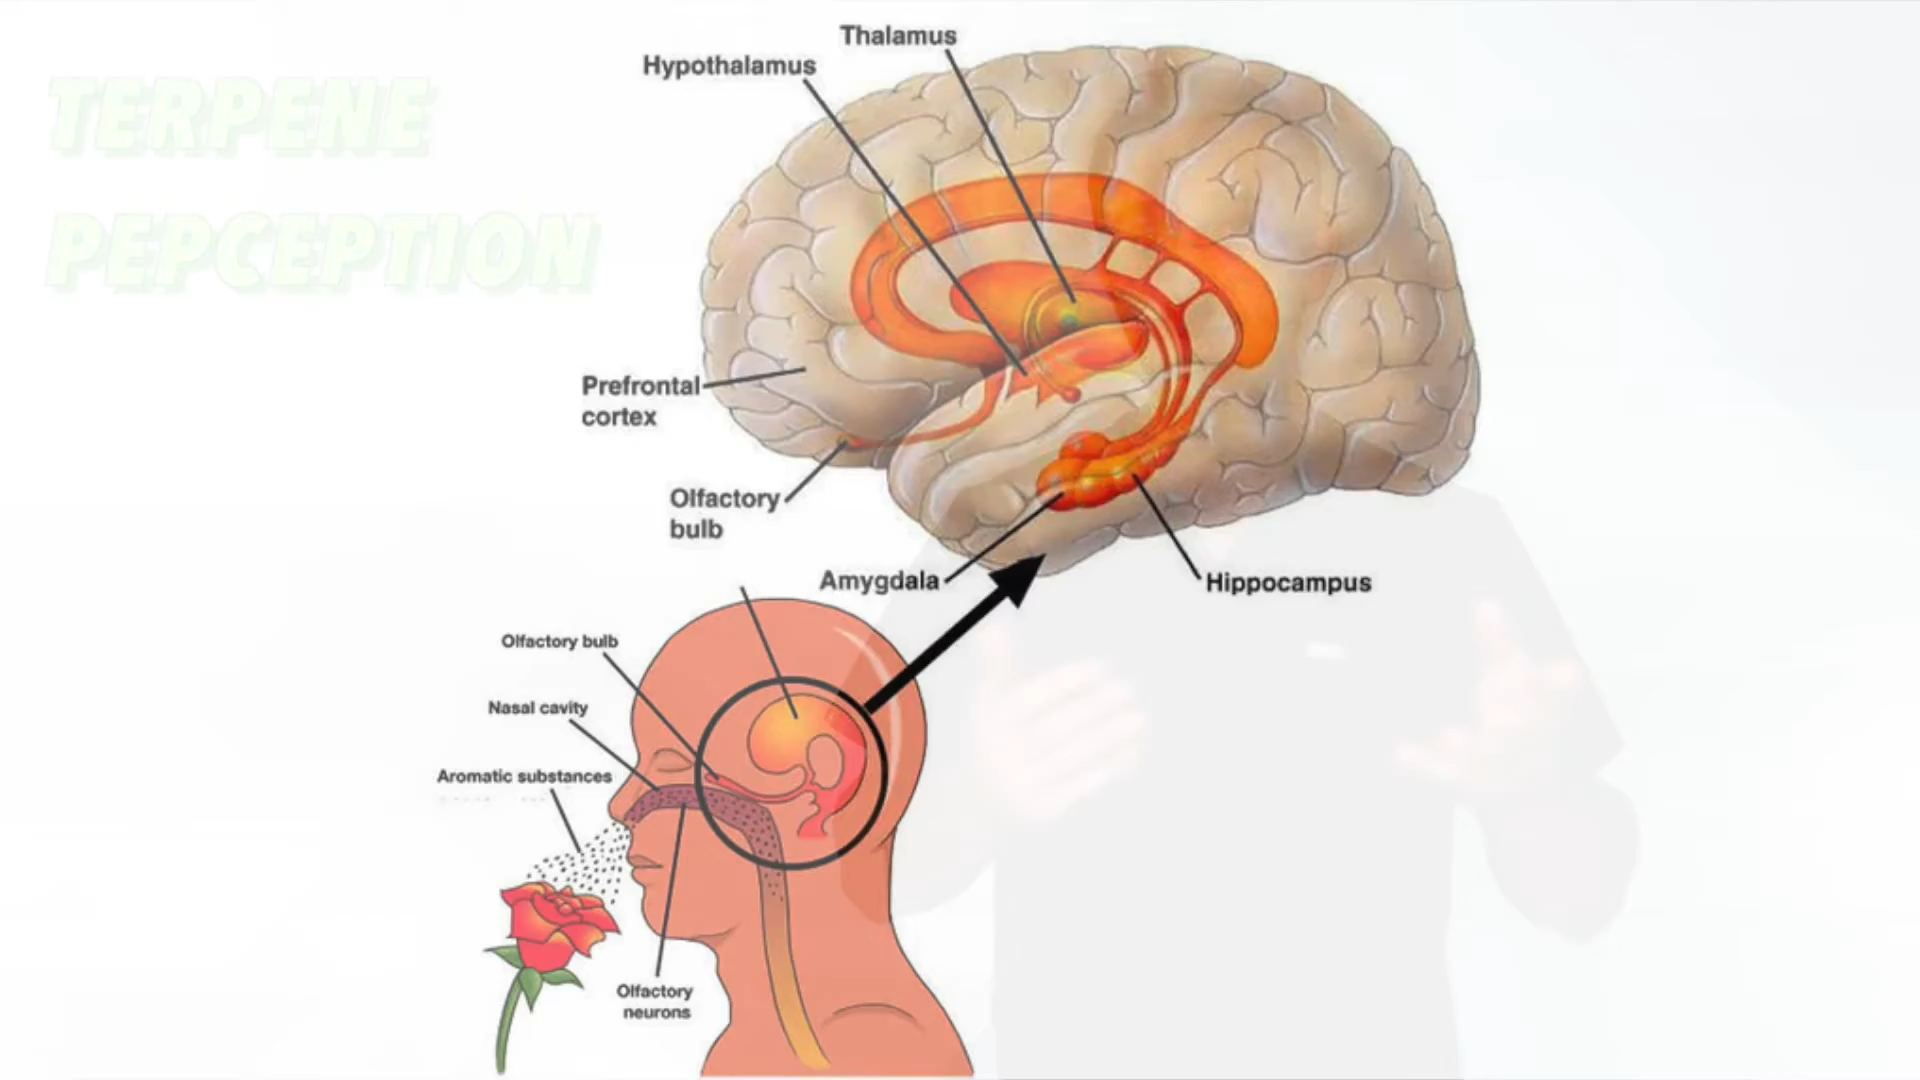 TERPENE
PEPCEPTION
Thalamus
Hypothalamus
Prefrontal
cortex
Olfactory
bulb
Amygdala
Hippocampus
Olfactory bulb
Nasal cavity
Aromatic substances
Olfactory
neurons